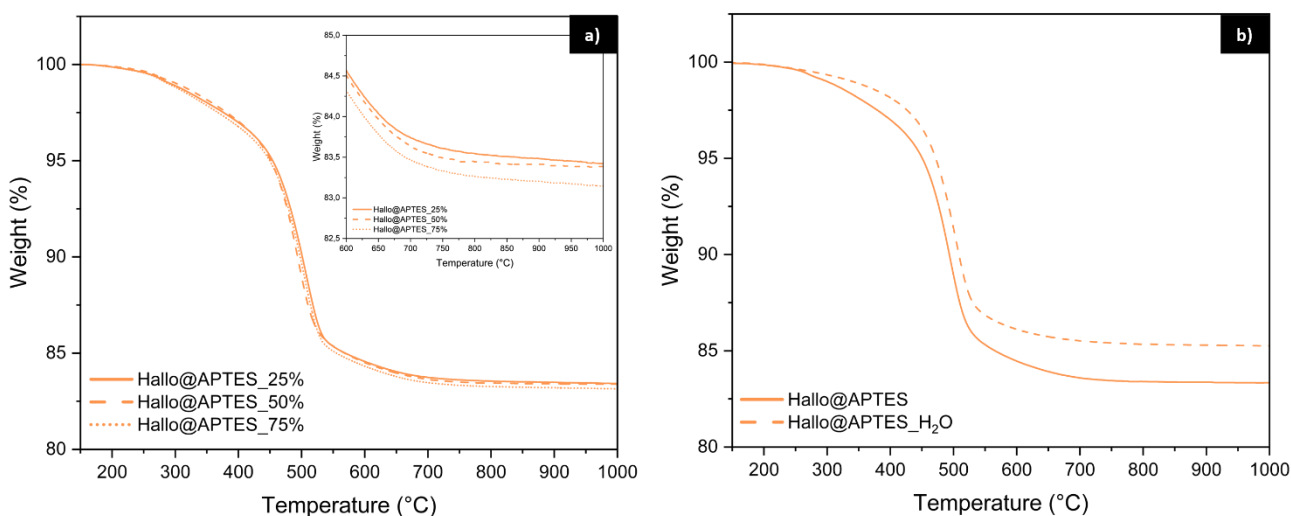 a)
Weight (%)
100
95
90
85
80
200 300 400 500 600 700 800 900 1000
Temperature (°C)
Hallo@APTES_25%
Hallo@APTES_50%
Hallo@APTES_75%
Weight (%)
85,0
84,5
84,0
83,5
83,0
82,5
600 650 700 750 800 850 900 950 1000
Temperature (°C)
Hallo@APTES_25%
Hallo@APTES_50%
Hallo@APTES_75%
b)
Weight (%)
100
95
90
85
80
200 300 400 500 600 700 800 900 1000
Temperature (°C)
Hallo@APTES
Hallo@APTES_H₂O